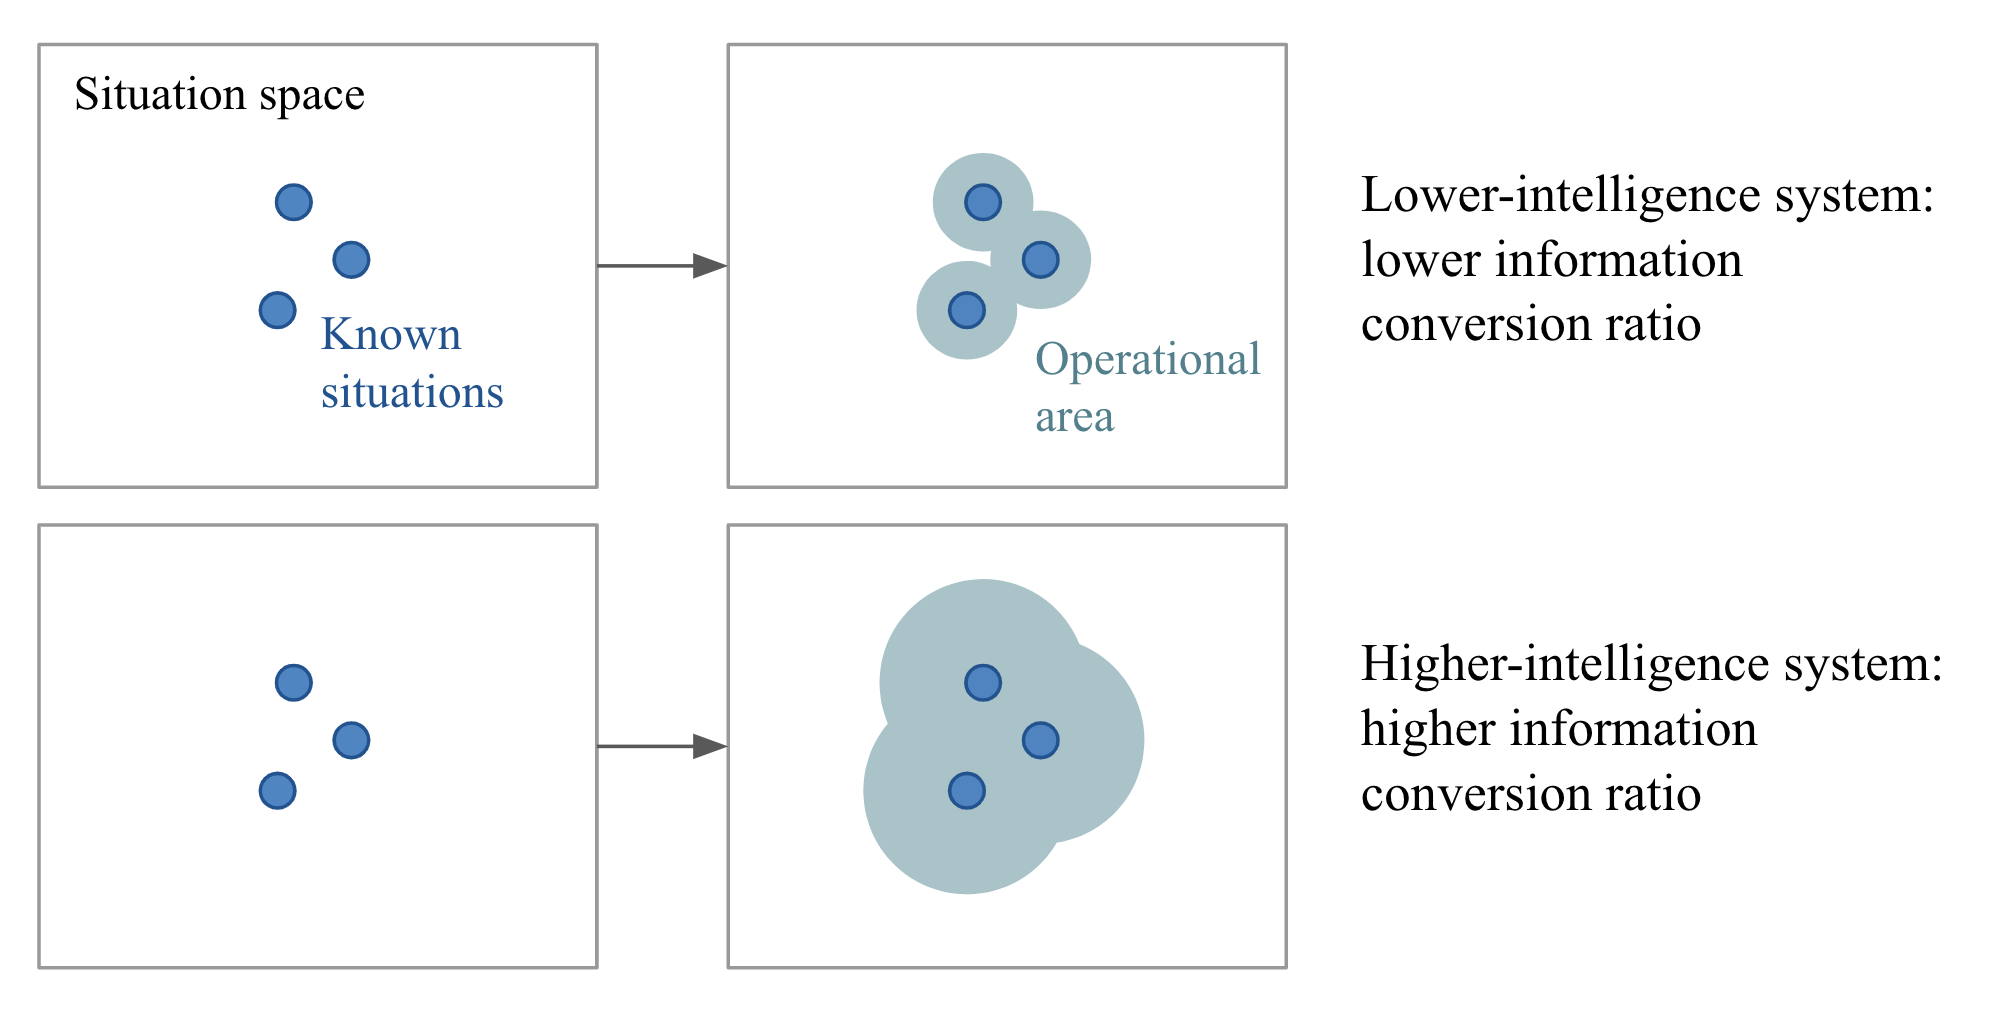 Situation space
Known
situations
Operational
area
Lower-intelligence system:
lower information
conversion ratio
Higher-intelligence system:
higher information
conversion ratio